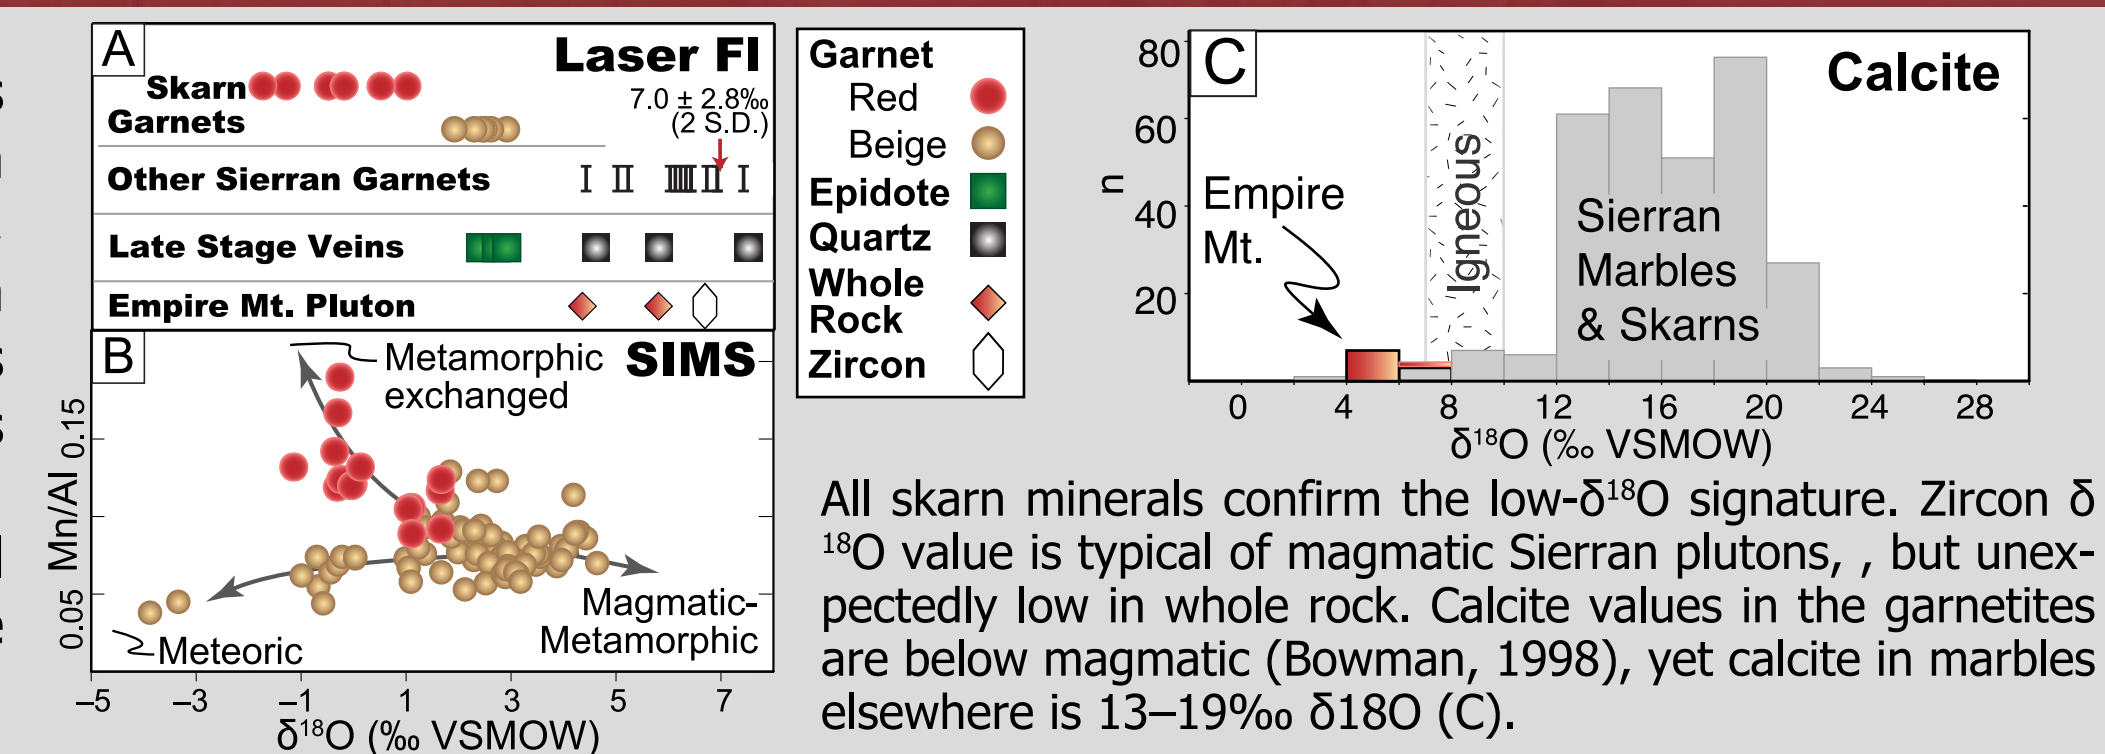 A
Laser Fl
Skarn
Garnets
7.0 ± 2.8‰
(2 S.D.)
Other Sierran Garnets
Late Stage Veins
Empire Mt. Pluton
B
SIMS
Metamorphic
exchanged
Magmatic-
Metamorphic
Meteoric
0.05 Mn/Al 0.15
–5 –3 –1 1 3 5 7
δ¹⁸O (‰ VSMOW)
Garnet
Red
Beige
Epidote
Quartz
Whole
Rock
Zircon
C
Calcite
80
60
40
20
n
Empire
Mt.
Igneous
Sierran
Marbles
& Skarns
0 4 8 12 16 20 24 28
δ¹⁸O (‰ VSMOW)
All skarn minerals confirm the low-δ¹⁸O signature. Zircon δ
¹⁸O value is typical of magmatic Sierran plutons, , but unex-
pectedly low in whole rock. Calcite values in the garnetites
are below magmatic (Bowman, 1998), yet calcite in marbles
elsewhere is 13–19‰ δ18O (C).